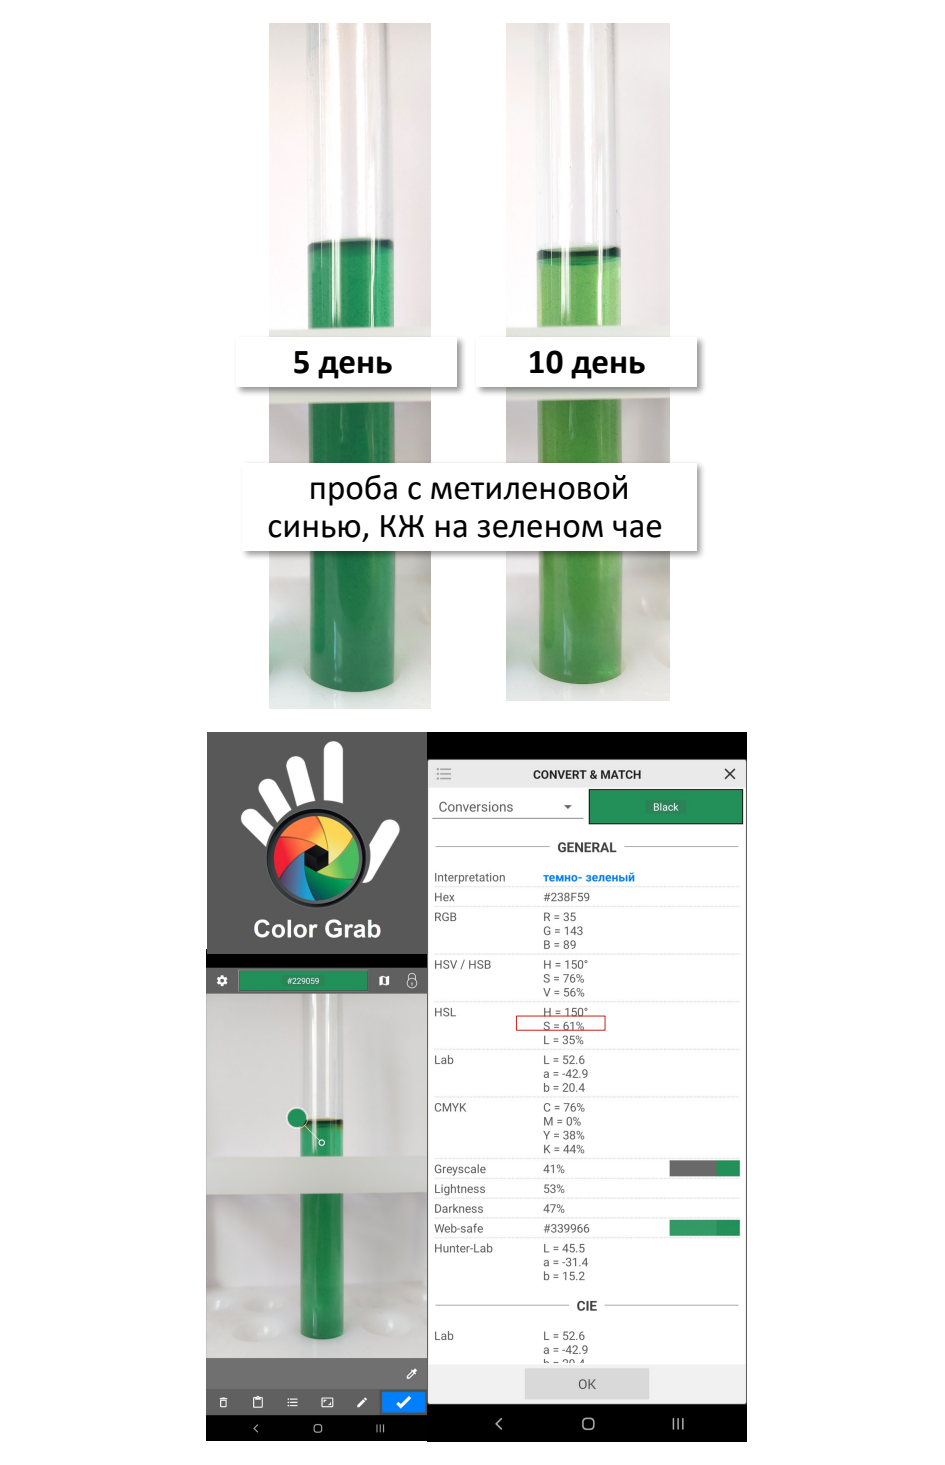 5 день
10 день
проба с метиленовой
синью, КЖ на зеленом чае
Color Grab
#229059
CONVERT & MATCH
Conversions
Black
GENERAL
Interpretation темно- зеленый
Hex #238F59
RGB R = 35
G = 143
B = 89
HSV / HSB H = 150°
S = 76%
V = 56%
HSL H = 150°
S = 61%
L = 35%
Lab L = 52.6
a = -42.9
b = 20.4
CMYK C = 76%
M = 0%
Y = 38%
K = 44%
Greyscale 41%
Lightness 53%
Darkness 47%
Web-safe #339966
Hunter-Lab L = 45.5
a = -31.4
b = 15.2
CIE
Lab L = 52.6
a = -42.9
b = 20.4
OK